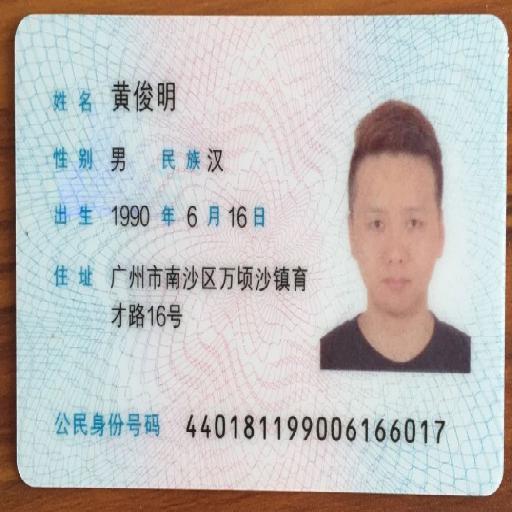 姓名 黄俊明
性别 男 民族 汉
出生 1990 年 6 月 16 日
住址 广州市南沙区万顷沙镇育
才路16号
公民身份号码 440181199006166017